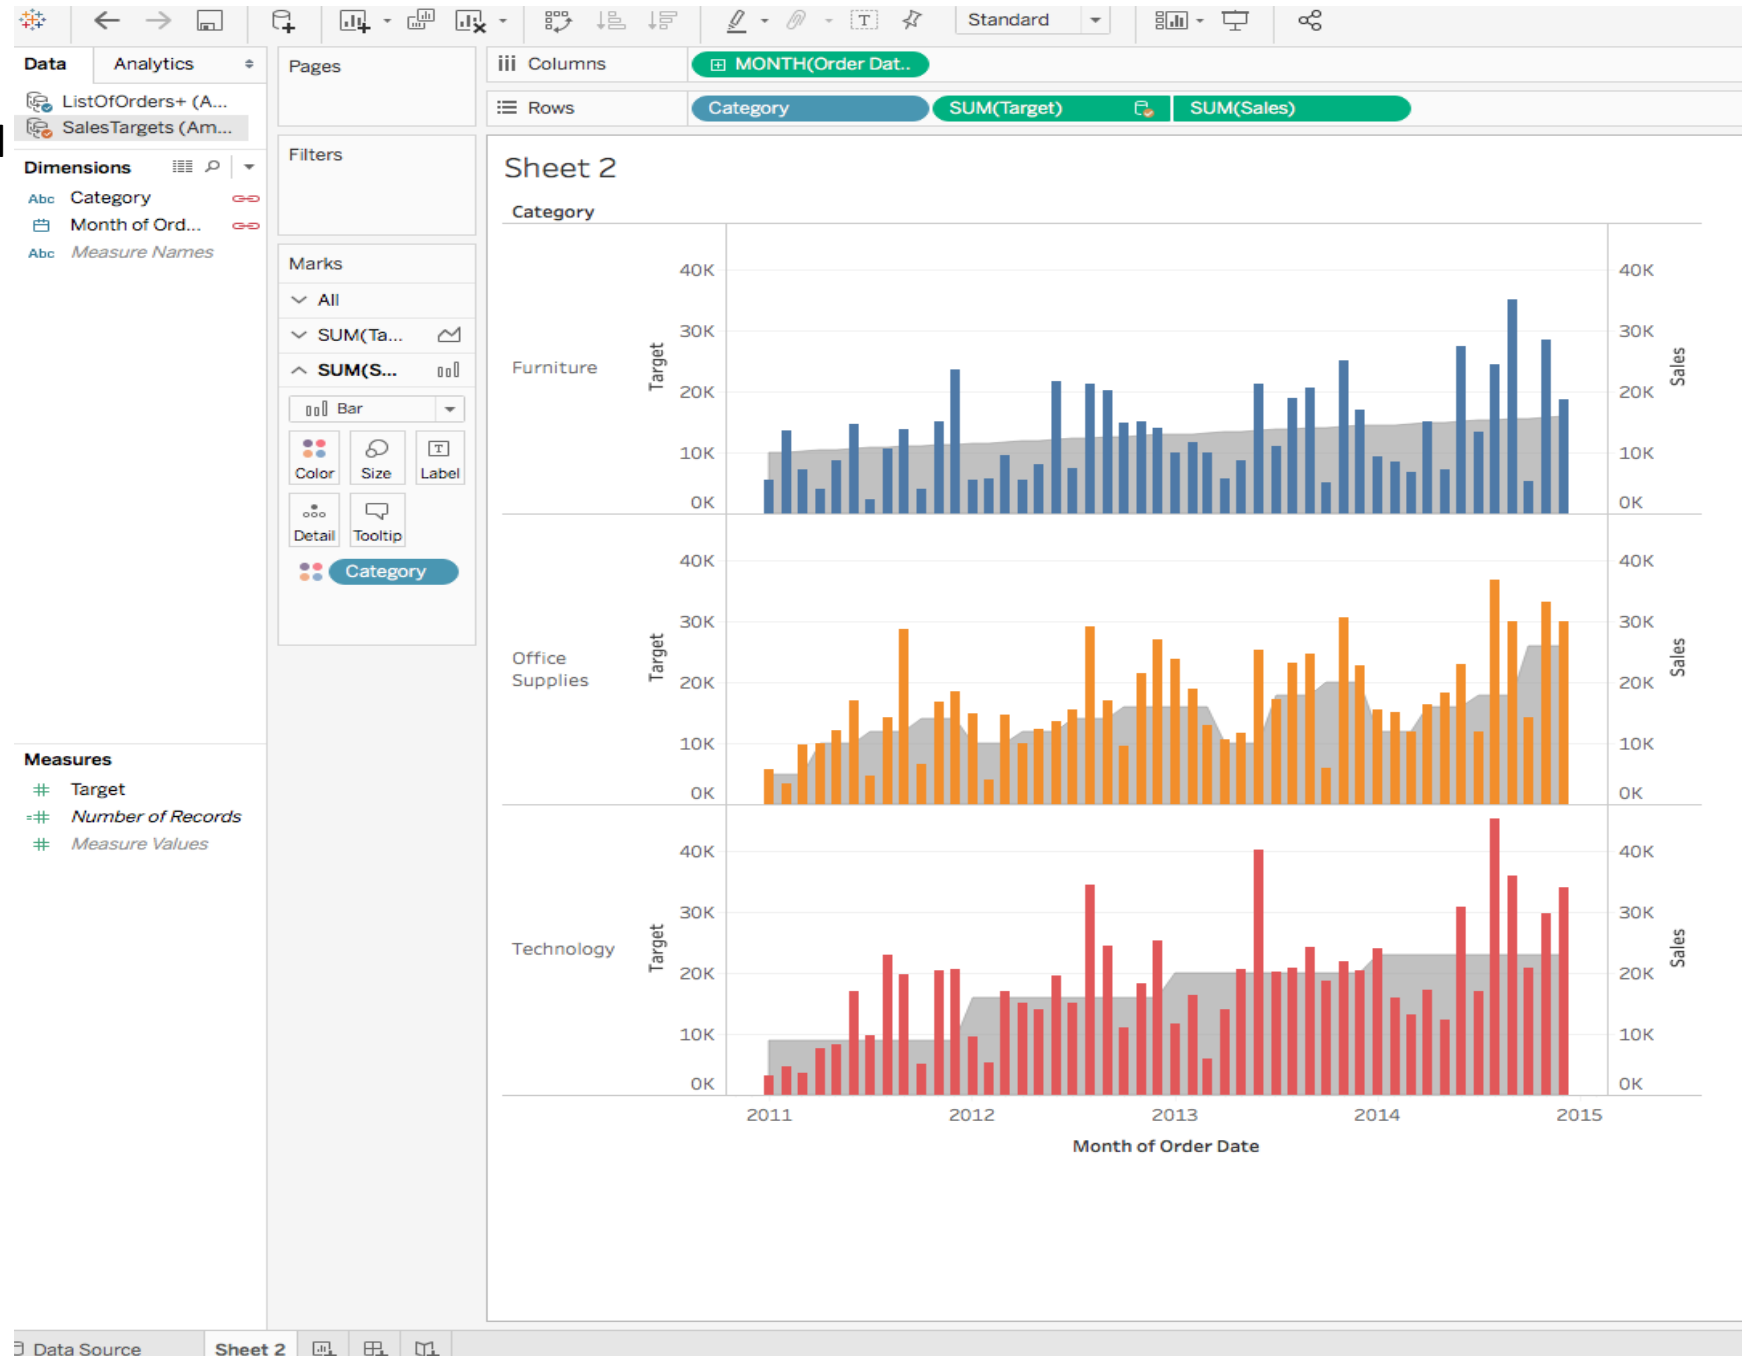 Standard
Data
Analytics
ListOfOrders+ (A...
SalesTargets (Am...
Dimensions
Abc Category
Month of Ord...
Abc Measure Names
Measures
# Target
=# Number of Records
# Measure Values
Pages
Filters
Marks
All
SUM(Ta...
SUM(S...
Bar
Color
Size
T
Label
Detail
Tooltip
Category
iii Columns
MONTH(Order Dat..
Rows
Category
SUM(Target)
SUM(Sales)
Sheet 2
Category
Furniture
Target
40K
30K
20K
10K
0K
40K
30K
20K
10K
0K
Sales
Office
Supplies
Target
40K
30K
20K
10K
0K
40K
30K
20K
10K
0K
Sales
Technology
Target
40K
30K
20K
10K
0K
40K
30K
20K
10K
0K
Sales
2011
2012
2013
2014
2015
Month of Order Date
Data Source
Sheet 2